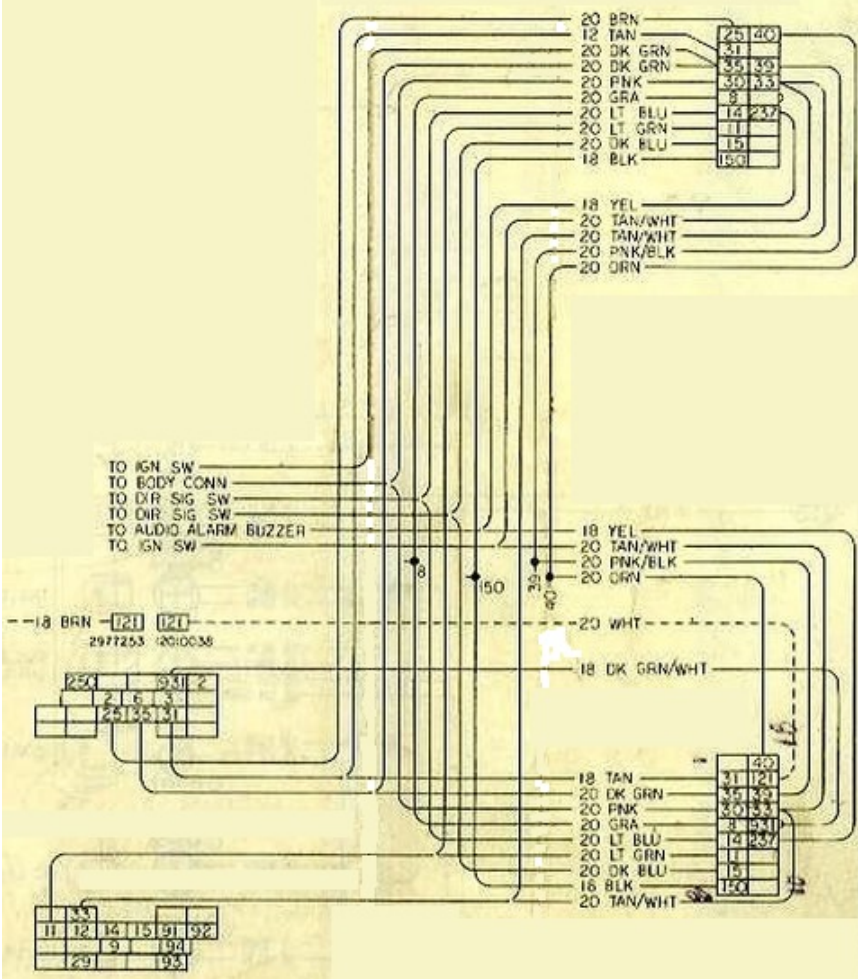 20 BRN
12 TAN
20 DK GRN
20 DK GRN
20 PNK
20 GRA
20 LT BLU
20 LT GRN
20 DK BLU
18 BLK
25 40
31
35 39
30 33
8
14 237
11
15
150
18 YEL
20 TAN/WHT
20 TAN/WHT
20 PNK/BLK
20 ORN
TO IGN SW
TO BODY CONN
TO DIR SIG SW
TO DIR SIG SW
TO AUDIO ALARM BUZZER
TO IGN SW
18 YEL
20 TAN/WHT
20 PNK/BLK
20 ORN
8
150
39
40
18 BRN 121 121
2977253 12010038
20 WHT
18 DK GRN/WHT
250 931 2
2 6 3
25 35 31
18 TAN
20 DK GRN
20 PNK
20 GRA
20 LT BLU
20 LT GRN
20 DK BLU
18 BLK
20 TAN/WHT
40
31 121
35 39
30 33
8 931
14 237
11
15
150
33
11 12 14 15 91 92
9 94
29 93